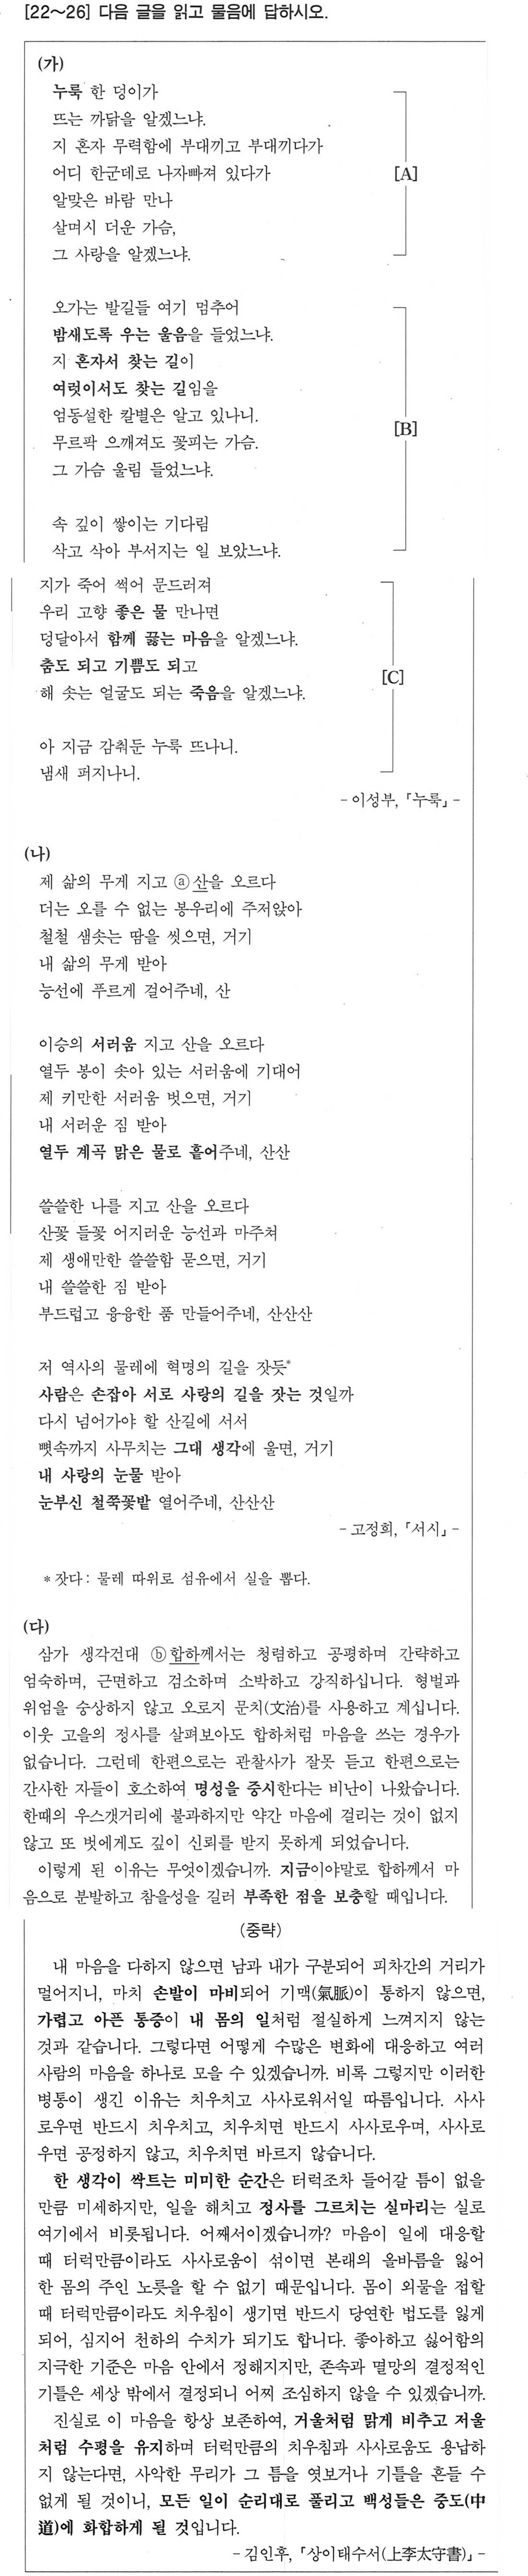 [22～26] 다음 글을 읽고 물음에 답하시오.
(가)
누룩 한 덩이가
뜨는 까닭을 알겠느냐.
지 혼자 무력함에 부대끼고 부대끼다가
어디 한군데로 나자빠져 있다가
알맞은 바람 만나
살며시 더운 가슴,
그 사랑을 알겠느냐.
[A]
오가는 발길들 여기 멈추어
밤새도록 우는 울음을 들었느냐.
지 혼자서 찾는 길이
여럿이서도 찾는 길임을
엄동설한 칼별은 알고 있나니.
무르팍 으깨져도 꽃피는 가슴.
그 가슴 울림 들었느냐.
[B]
속 깊이 쌓이는 기다림
삭고 삭아 부서지는 일 보았느냐.
지가 죽어 썩어 문드러져
우리 고향 좋은 물 만나면
덩달아서 함께 끓는 마음을 알겠느냐.
춤도 되고 기쁨도 되고
해 솟는 얼굴도 되는 죽음을 알겠느냐.
[C]
아 지금 감춰둔 누룩 뜨나니.
냄새 퍼지나니.
- 이성부, 「누룩」 -
(나)
제 삶의 무게 지고 ⓐ산을 오르다
더는 오를 수 없는 봉우리에 주저앉아
철철 샘솟는 땀을 씻으면, 거기
내 삶의 무게 받아
능선에 푸르게 걸어주네, 산
이승의 서러움 지고 산을 오르다
열두 봉이 솟아 있는 서러움에 기대어
제 키만한 서러움 벗으면, 거기
내 서러운 짐 받아
열두 계곡 맑은 물로 흩어주네, 산산
쓸쓸한 나를 지고 산을 오르다
산꽃 들꽃 어지러운 능선과 마주쳐
제 생애만한 쓸쓸함 묻으면, 거기
내 쓸쓸한 짐 받아
부드럽고 융융한 품 만들어주네, 산산산
저 역사의 물레에 혁명의 길을 잣듯*
사람은 손잡아 서로 사랑의 길을 잣는 것일까
다시 넘어가야 할 산길에 서서
뼛속까지 사무치는 그대 생각에 울면, 거기
내 사랑의 눈물 받아
눈부신 철쭉꽃밭 열어주네, 산산산
- 고정희, 「서시」 -
* 잣다 : 물레 따위로 섬유에서 실을 뽑다.
(다)
삼가 생각건대 ⓑ합하께서는 청렴하고 공평하며 간략하고
엄숙하며, 근면하고 검소하며 소박하고 강직하십니다. 형벌과
위엄을 숭상하지 않고 오로지 문치(文治)를 사용하고 계십니다.
이웃 고을의 정사를 살펴보아도 합하처럼 마음을 쓰는 경우가
없습니다. 그런데 한편으로는 관찰사가 잘못 듣고 한편으로는
간사한 자들이 호소하여 명성을 중시한다는 비난이 나왔습니다.
한때의 우스갯거리에 불과하지만 약간 마음에 걸리는 것이 없지
않고 또 벗에게도 깊이 신뢰를 받지 못하게 되었습니다.
이렇게 된 이유는 무엇이겠습니까. 지금이야말로 합하께서 마
음으로 분발하고 참을성을 길러 부족한 점을 보충할 때입니다.
(중략)
내 마음을 다하지 않으면 남과 내가 구분되어 피차간의 거리가
멀어지니, 마치 손발이 마비되어 기맥(氣脈)이 통하지 않으면,
가렵고 아픈 통증이 내 몸의 일처럼 절실하게 느껴지지 않는
것과 같습니다. 그렇다면 어떻게 수많은 변화에 대응하고 여러
사람의 마음을 하나로 모을 수 있겠습니까. 비록 그렇지만 이러한
병통이 생긴 이유는 치우치고 사사로워서일 따름입니다. 사사
로우면 반드시 치우치고, 치우치면 반드시 사사로우며, 사사로
우면 공정하지 않고, 치우치면 바르지 않습니다.
한 생각이 싹트는 미미한 순간은 터럭조차 들어갈 틈이 없을
만큼 미세하지만, 일을 해치고 정사를 그르치는 실마리는 실로
여기에서 비롯됩니다. 어째서이겠습니까? 마음이 일에 대응할
때 터럭만큼이라도 사사로움이 섞이면 본래의 올바름을 잃어
한 몸의 주인 노릇을 할 수 없기 때문입니다. 몸이 외물을 접할
때 터럭만큼이라도 치우침이 생기면 반드시 당연한 법도를 잃게
되어, 심지어 천하의 수치가 되기도 합니다. 좋아하고 싫어함의
지극한 기준은 마음 안에서 정해지지만, 존속과 멸망의 결정적인
기틀은 세상 밖에서 결정되니 어찌 조심하지 않을 수 있겠습니까.
진실로 이 마음을 항상 보존하여, 거울처럼 맑게 비추고 저울
처럼 수평을 유지하며 터럭만큼의 치우침과 사사로움도 용납하
지 않는다면, 사악한 무리가 그 틈을 엿보거나 기틀을 흔들 수
없게 될 것이니, 모든 일이 순리대로 풀리고 백성들은 중도(中
道)에 화합하게 될 것입니다.
- 김인후, 「상이태수서(上李太守書)」 -